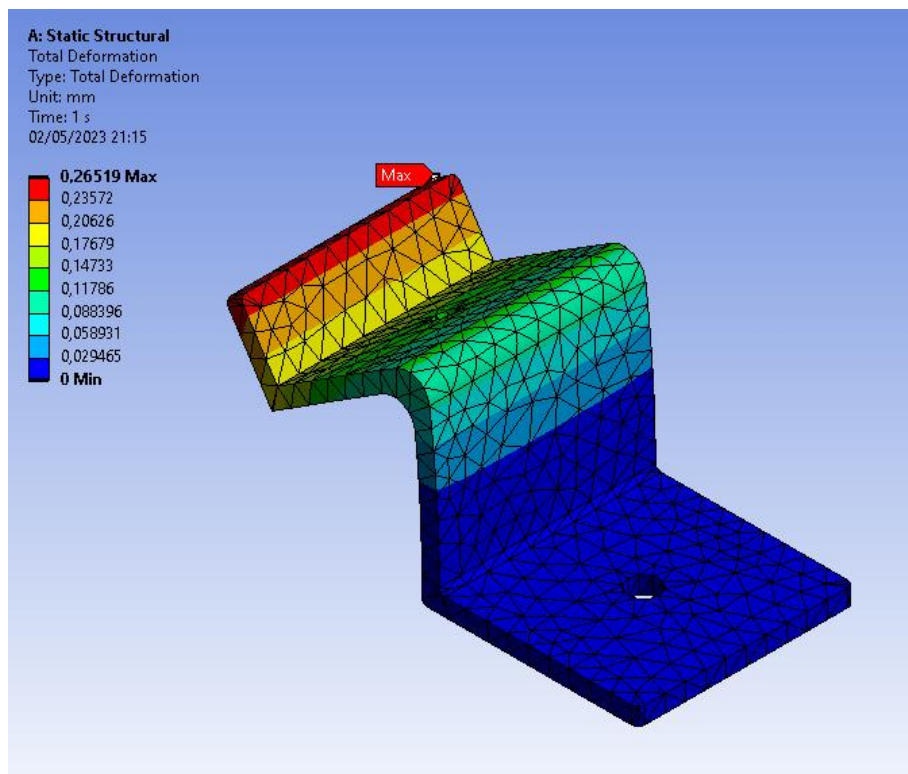 A: Static Structural
Total Deformation
Type: Total Deformation
Unit: mm
Time: 1 s
02/05/2023 21:15
0,26519 Max
0,23572
0,20626
0,17679
0,14733
0,11786
0,088396
0,058931
0,029465
0 Min
Max